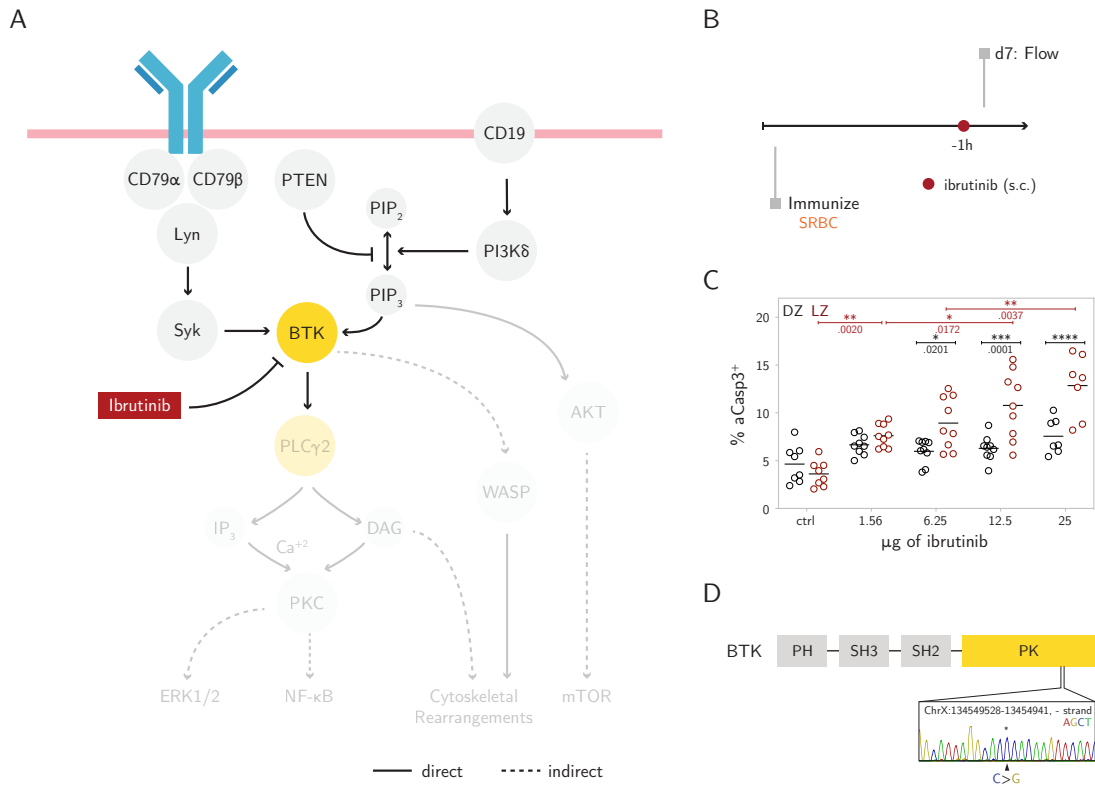 A
CD19
CD79α
CD79β
PTEN
PIP2
Lyn
PI3Kδ
PIP3
Syk
BTK
Ibrutinib
AKT
PLCγ2
WASP
IP3
DAG
Ca+2
PKC
ERK1/2
NF-κB
Cytoskeletal
Rearrangements
mTOR
direct
indirect
B
d7: Flow
-1h
ibrutinib (s.c.)
Immunize
SRBC
C
DZ LZ
% aCasp3+
20
15
10
5
0
**
.0020
*
.0172
**
.0037
*
.0201
***
.0001
****
ctrl
1.56
6.25
12.5
25
μg of ibrutinib
D
BTK
PH
SH3
SH2
PK
ChrX:134549528-13454941, - strand
AGCT
*
C>G